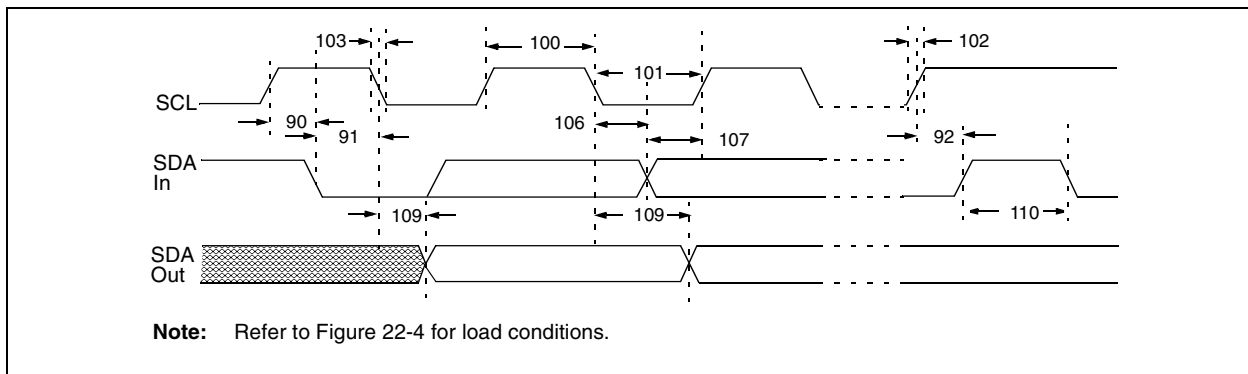 103
100
102
101
SCL
90
91
106
107
92
SDA
In
109
109
110
SDA
Out
Note: Refer to Figure 22-4 for load conditions.